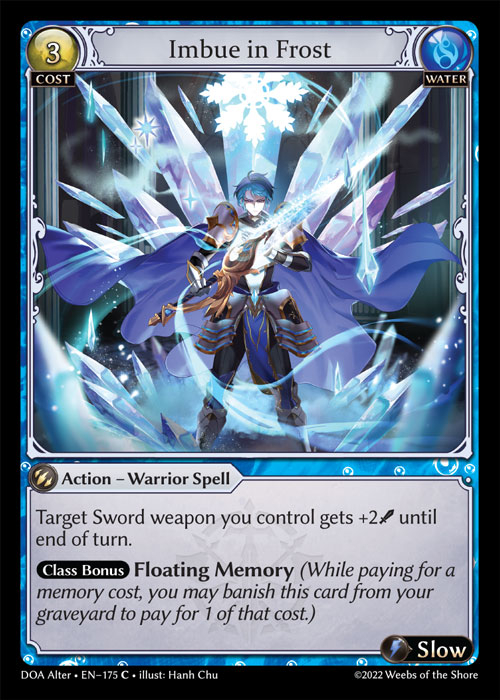 3
Imbue in Frost
COST
WATER
Action – Warrior Spell
Target Sword weapon you control gets +2 until
end of turn.
Class Bonus Floating Memory (While paying for a
memory cost, you may banish this card from your
graveyard to pay for 1 of that cost.)
Slow
DOA Alter • EN–175 C • illust: Hanh Chu
©2022 Weebs of the Shore